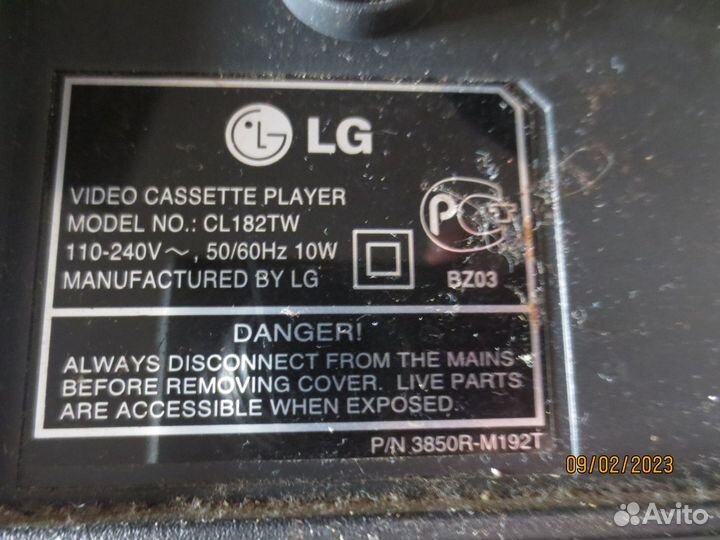 LG
VIDEO CASSETTE PLAYER
MODEL NO.: CL182TW
110-240V ~ , 50/60Hz 10W
MANUFACTURED BY LG
BZ03
DANGER!
ALWAYS DISCONNECT FROM THE MAINS
BEFORE REMOVING COVER. LIVE PARTS
ARE ACCESSIBLE WHEN EXPOSED.
P/N 3850R-M192T
09/02/2023
Avito